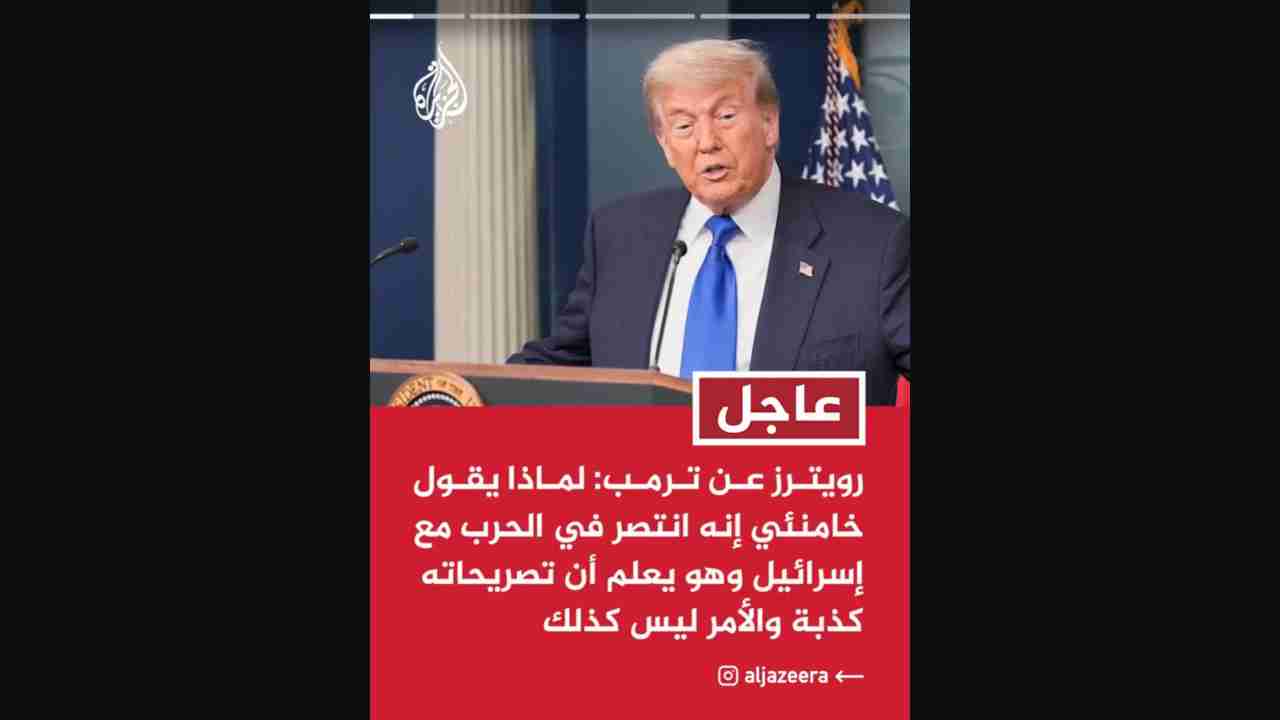 الجزيرة
عاجل
رويترز عن ترمب: لماذا يقول
خامنئي إنه انتصر في الحرب مع
إسرائيل وهو يعلم أن تصريحاته
كذبة والأمر ليس كذلك
aljazeera